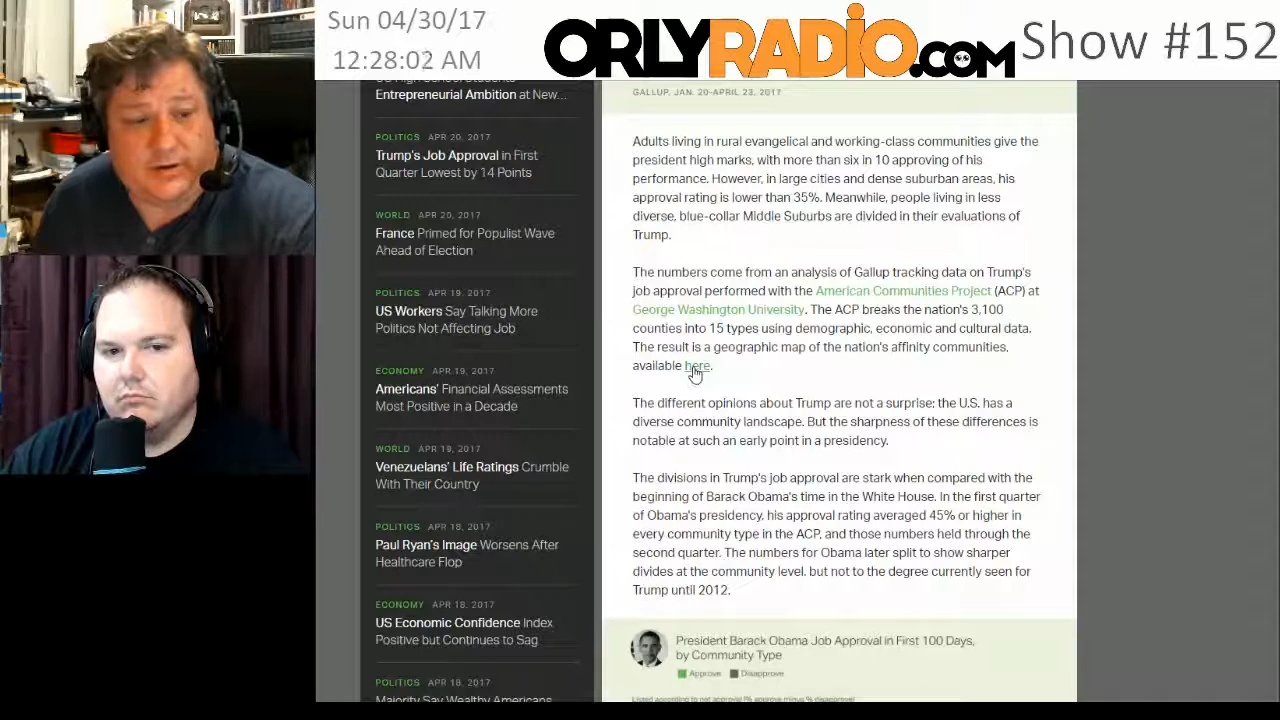 Sun 04/30/17
12:28:02 AM
ORLYRADIO.COM
Show #152
Entrepreneurial Ambition at New...
POLITICS APR 20, 2017
Trump's Job Approval in First
Quarter Lowest by 14 Points
WORLD APR 20, 2017
France Primed for Populist Wave
Ahead of Election
POLITICS APR 19, 2017
US Workers Say Talking More
Politics Not Affecting Job
ECONOMY APR 19, 2017
Americans' Financial Assessments
Most Positive in a Decade
WORLD APR 19, 2017
Venezuelans' Life Ratings Crumble
With Their Country
POLITICS APR 18, 2017
Paul Ryan's Image Worsens After
Healthcare Flop
ECONOMY APR 18, 2017
US Economic Confidence Index
Positive but Continues to Sag
POLITICS APR 18, 2017
Majority Say Wealthy Americans,
GALLUP, JAN. 20-APRIL 23, 2017
Adults living in rural evangelical and working-class communities give the
president high marks, with more than six in 10 approving of his
performance. However, in large cities and dense suburban areas, his
approval rating is lower than 35%. Meanwhile, people living in less
diverse, blue-collar Middle Suburbs are divided in their evaluations of
Trump.
The numbers come from an analysis of Gallup tracking data on Trump's
job approval performed with the American Communities Project (ACP) at
George Washington University. The ACP breaks the nation's 3,100
counties into 15 types using demographic, economic and cultural data.
The result is a geographic map of the nation's affinity communities,
available here.
The different opinions about Trump are not a surprise; the U.S. has a
diverse community landscape. But the sharpness of these differences is
notable at such an early point in a presidency.
The divisions in Trump's job approval are stark when compared with the
beginning of Barack Obama's time in the White House. In the first quarter
of Obama's presidency, his approval rating averaged 45% or higher in
every community type in the ACP, and those numbers held through the
second quarter. The numbers for Obama later split to show sharper
divides at the community level, but not to the degree currently seen for
Trump until 2012.
President Barack Obama Job Approval in First 100 Days,
by Community Type
Approve Disapprove
Listed according to net approval (% approve minus % disapprove)